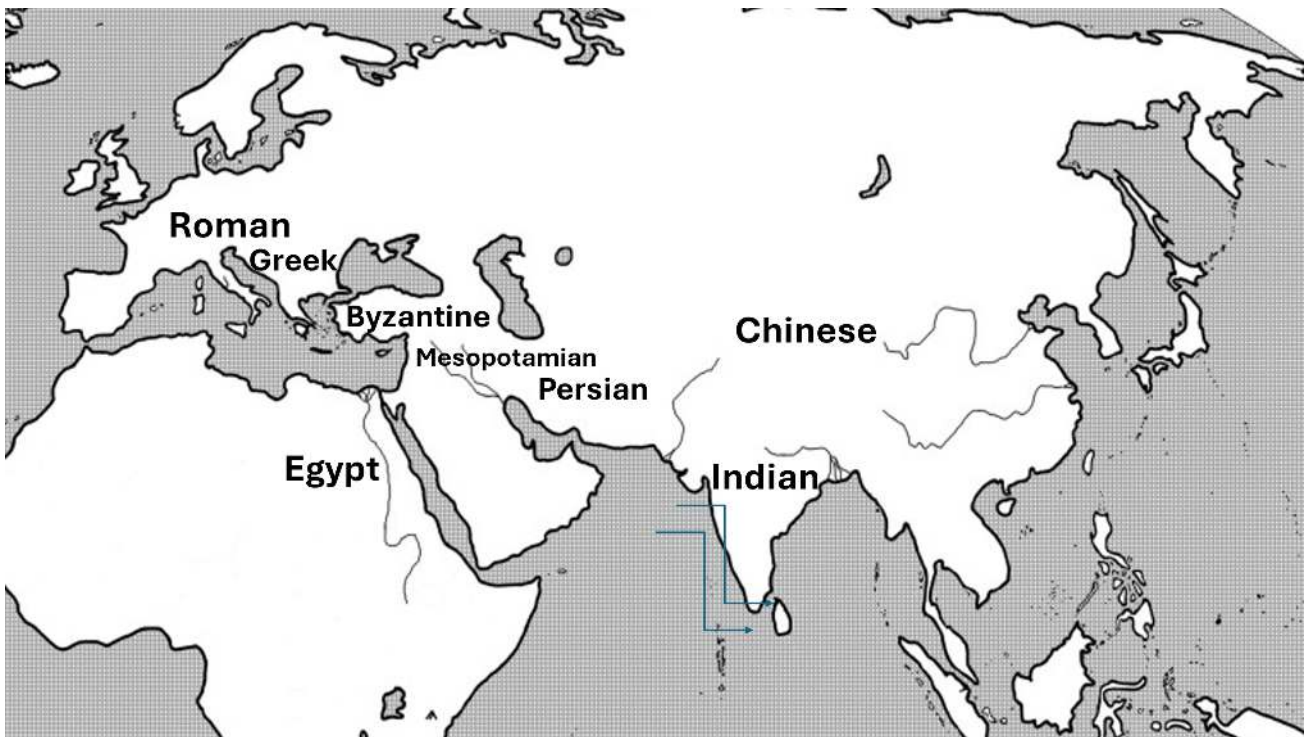 Roman
Greek
Byzantine
Mesopotamian
Chinese
Persian
Egypt
Indian